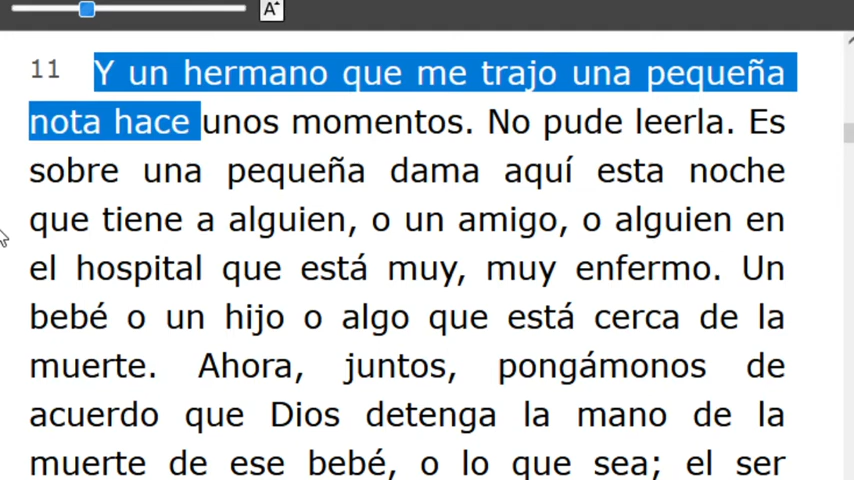 A
11 Y un hermano que me trajo una pequeña
nota hace unos momentos. No pude leerla. Es
sobre una pequeña dama aquí esta noche
que tiene a alguien, o un amigo, o alguien en
el hospital que está muy, muy enfermo. Un
bebé o un hijo o algo que está cerca de la
muerte. Ahora, juntos, pongámonos de
acuerdo que Dios detenga la mano de la
muerte de ese bebé, o lo que sea; el ser